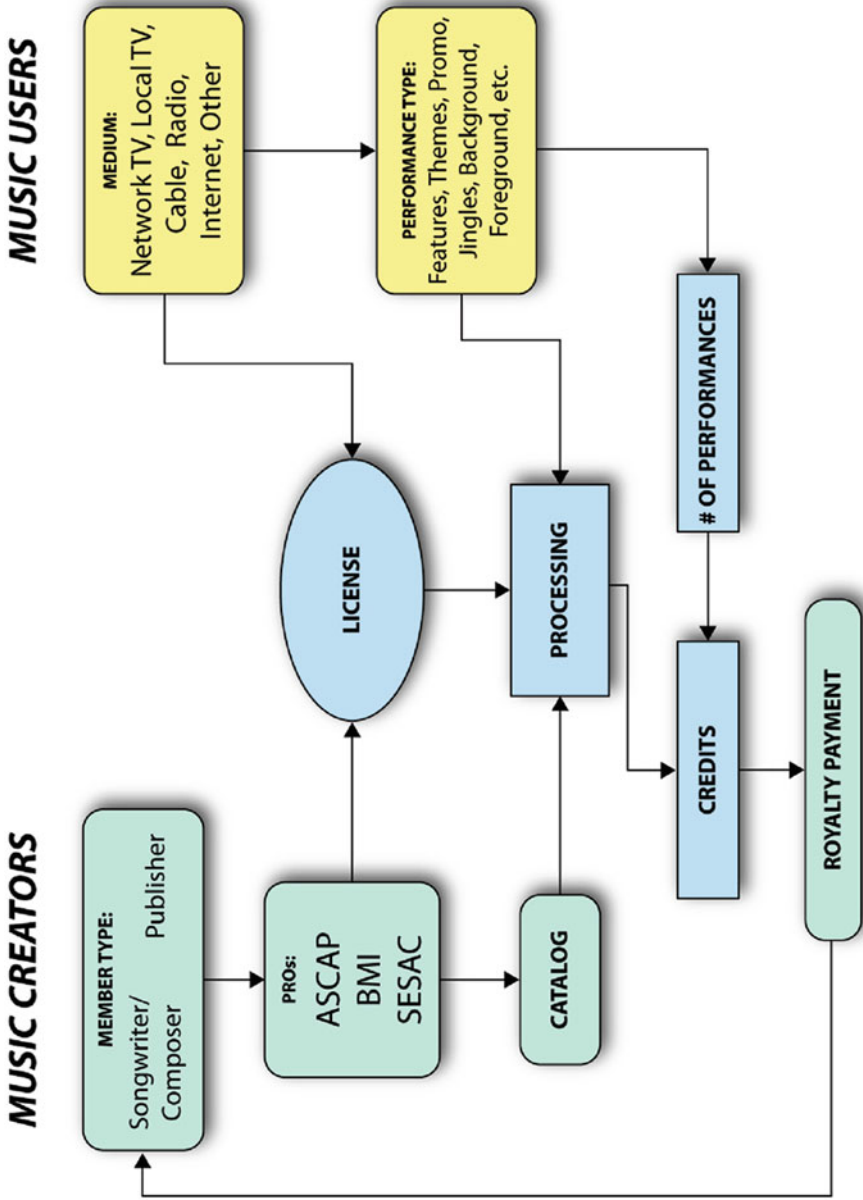 MUSIC CREATORS
MUSIC USERS
MEMBER TYPE:
Songwriter/
Composer
Publisher
MEDIUM:
Network TV, Local TV,
Cable, Radio,
Internet, Other
PROs:
ASCAP
BMI
SESAC
LICENSE
PERFORMANCE TYPE:
Features, Themes, Promo,
Jingles, Background,
Foreground, etc.
CATALOG
PROCESSING
CREDITS
# OF PERFORMANCES
ROYALTY PAYMENT